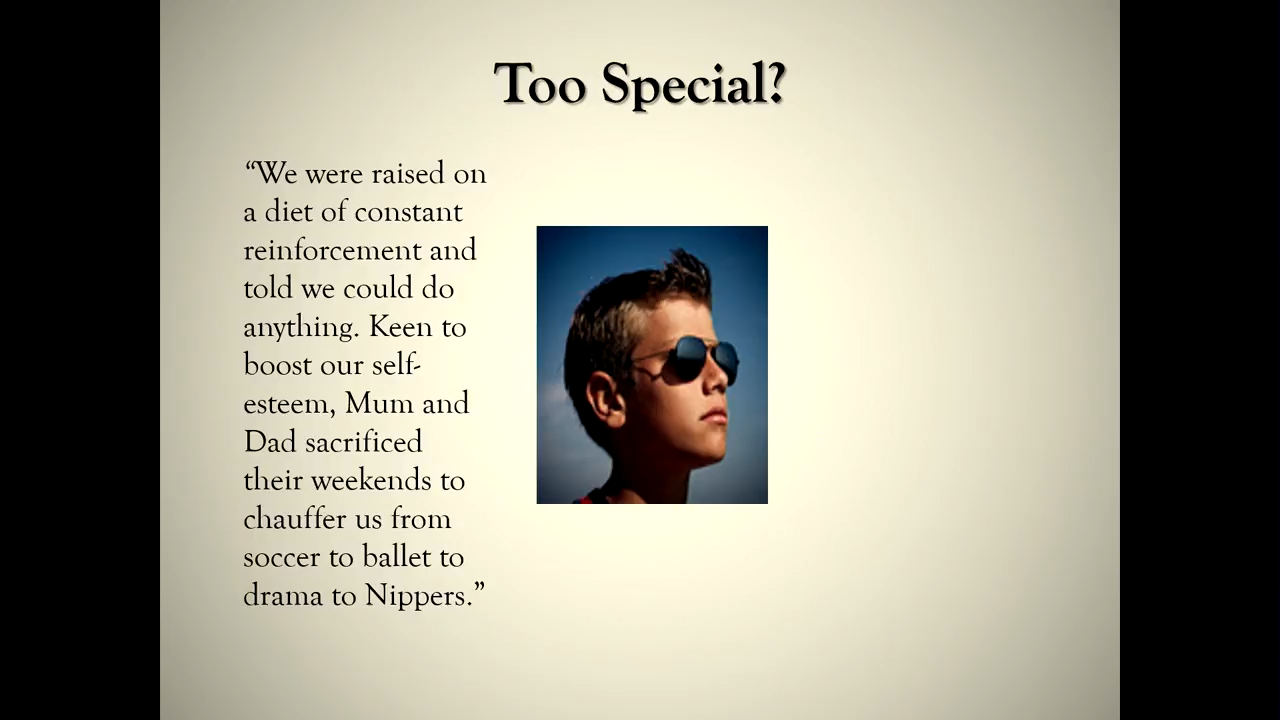 Too Special?
“We were raised on
a diet of constant
reinforcement and
told we could do
anything. Keen to
boost our self-
esteem, Mum and
Dad sacrificed
their weekends to
chauffer us from
soccer to ballet to
drama to Nippers.”